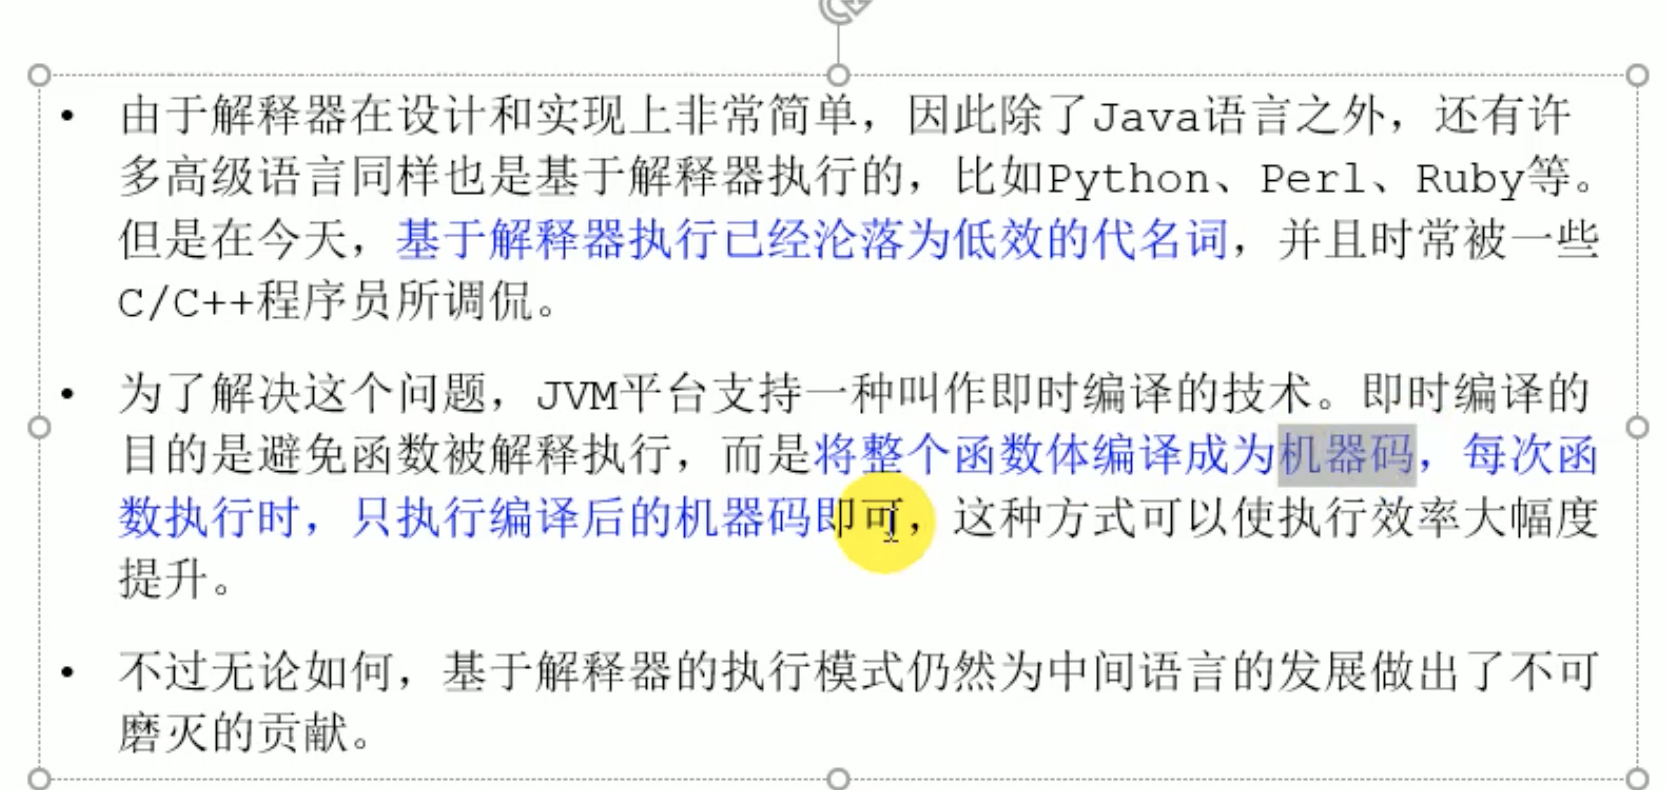 • 由于解释器在设计和实现上非常简单，因此除了Java语言之外，还有许
多高级语言同样也是基于解释器执行的，比如Python、Perl、Ruby等。
但是在今天，基于解释器执行已经沦落为低效的代名词，并且时常被一些
C/C++程序员所调侃。
• 为了解决这个问题，JVM平台支持一种叫作即时编译的技术。即时编译的
目的是避免函数被解释执行，而是将整个函数体编译成为机器码，每次函
数执行时，只执行编译后的机器码即可，这种方式可以使执行效率大幅度
提升。
• 不过无论如何，基于解释器的执行模式仍然为中间语言的发展做出了不可
磨灭的贡献。